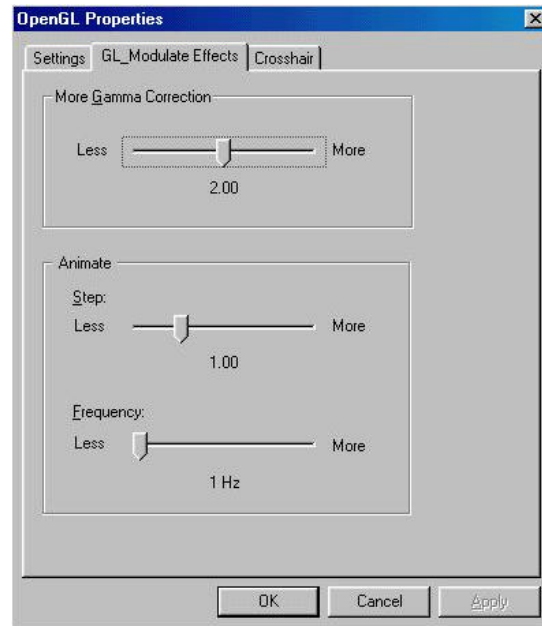 OpenGL Properties
Settings GL_Modulate Effects Crosshair
More Gamma Correction
Less More
2.00
Animate
Step:
Less More
1.00
Frequency:
Less More
1 Hz
OK Cancel Apply